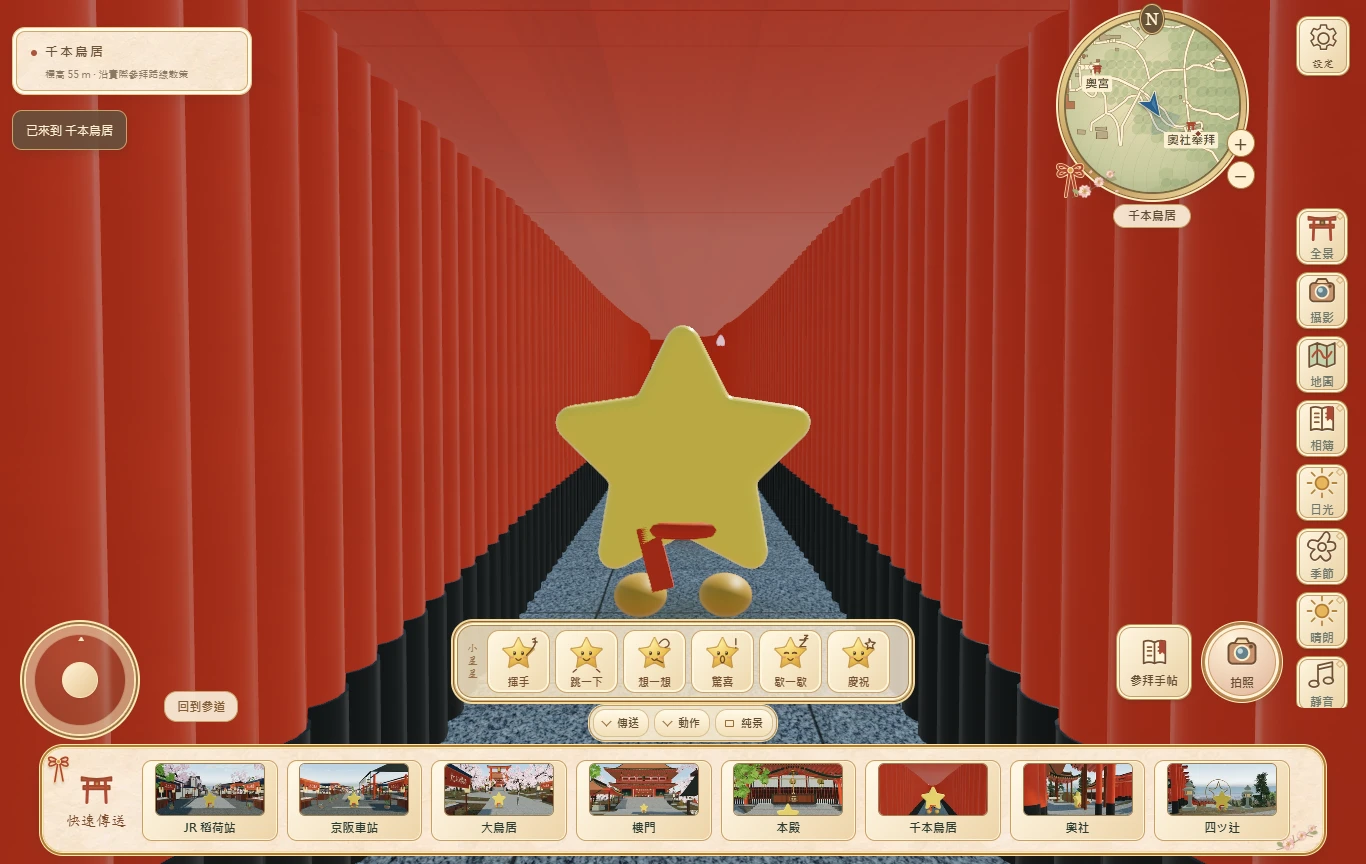 千本鳥居
標高 55 m · 沿實際參拜路線散策
已來到 千本鳥居
N
奧宮
奧社奉拜
+
−
千本鳥居
設定
全景
攝影
地圖
相簿
日光
季節
晴朗
靜音
小星星
揮手
跳一下
想一想
驚喜
歇一歇
慶祝
參拜手帖
拍照
回到參道
傳送
動作
純景
快速傳送
JR 稻荷站
京阪車站
大鳥居
樓門
本殿
千本鳥居
奧社
四ツ辻